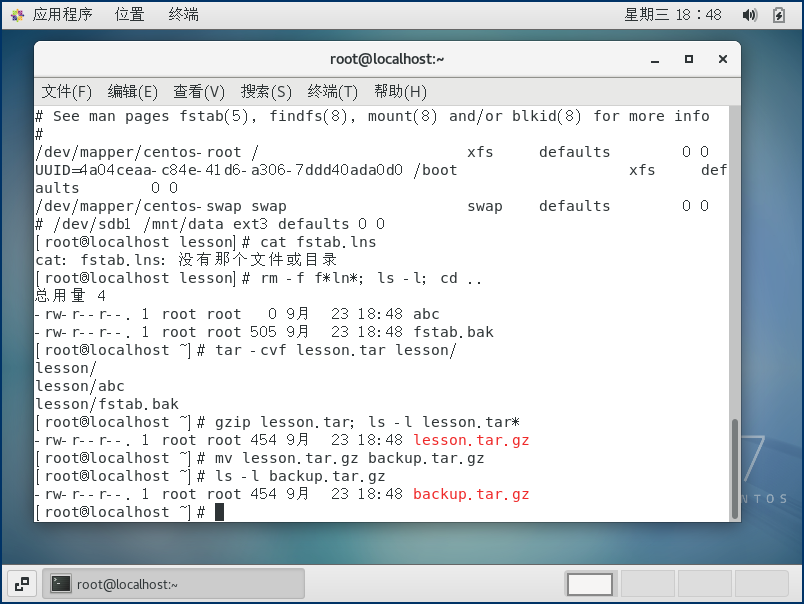 应用程序 位置 终端 星期三 18：48
root@localhost:~
文件(F) 编辑(E) 查看(V) 搜索(S) 终端(T) 帮助(H)
# See man pages fstab(5), findfs(8), mount(8) and/or blkid(8) for more info
#
/dev/mapper/centos-root / xfs defaults 0 0
UUID=4a04ceaa-c84e-41d6-a306-7ddd40ada0d0 /boot xfs def
aults 0 0
/dev/mapper/centos-swap swap swap defaults 0 0
# /dev/sdb1 /mnt/data ext3 defaults 0 0
[root@localhost lesson]# cat fstab.lns
cat: fstab.lns: 没有那个文件或目录
[root@localhost lesson]# rm -f f*ln*; ls -l; cd ..
总用量 4
-rw-r--r--. 1 root root 0 9月 23 18:48 abc
-rw-r--r--. 1 root root 505 9月 23 18:48 fstab.bak
[root@localhost ~]# tar -cvf lesson.tar lesson/
lesson/
lesson/abc
lesson/fstab.bak
[root@localhost ~]# gzip lesson.tar; ls -l lesson.tar*
-rw-r--r--. 1 root root 454 9月 23 18:48 lesson.tar.gz
[root@localhost ~]# mv lesson.tar.gz backup.tar.gz
[root@localhost ~]# ls -l backup.tar.gz
-rw-r--r--. 1 root root 454 9月 23 18:48 backup.tar.gz
[root@localhost ~]#
7
NTOS
root@localhost:~